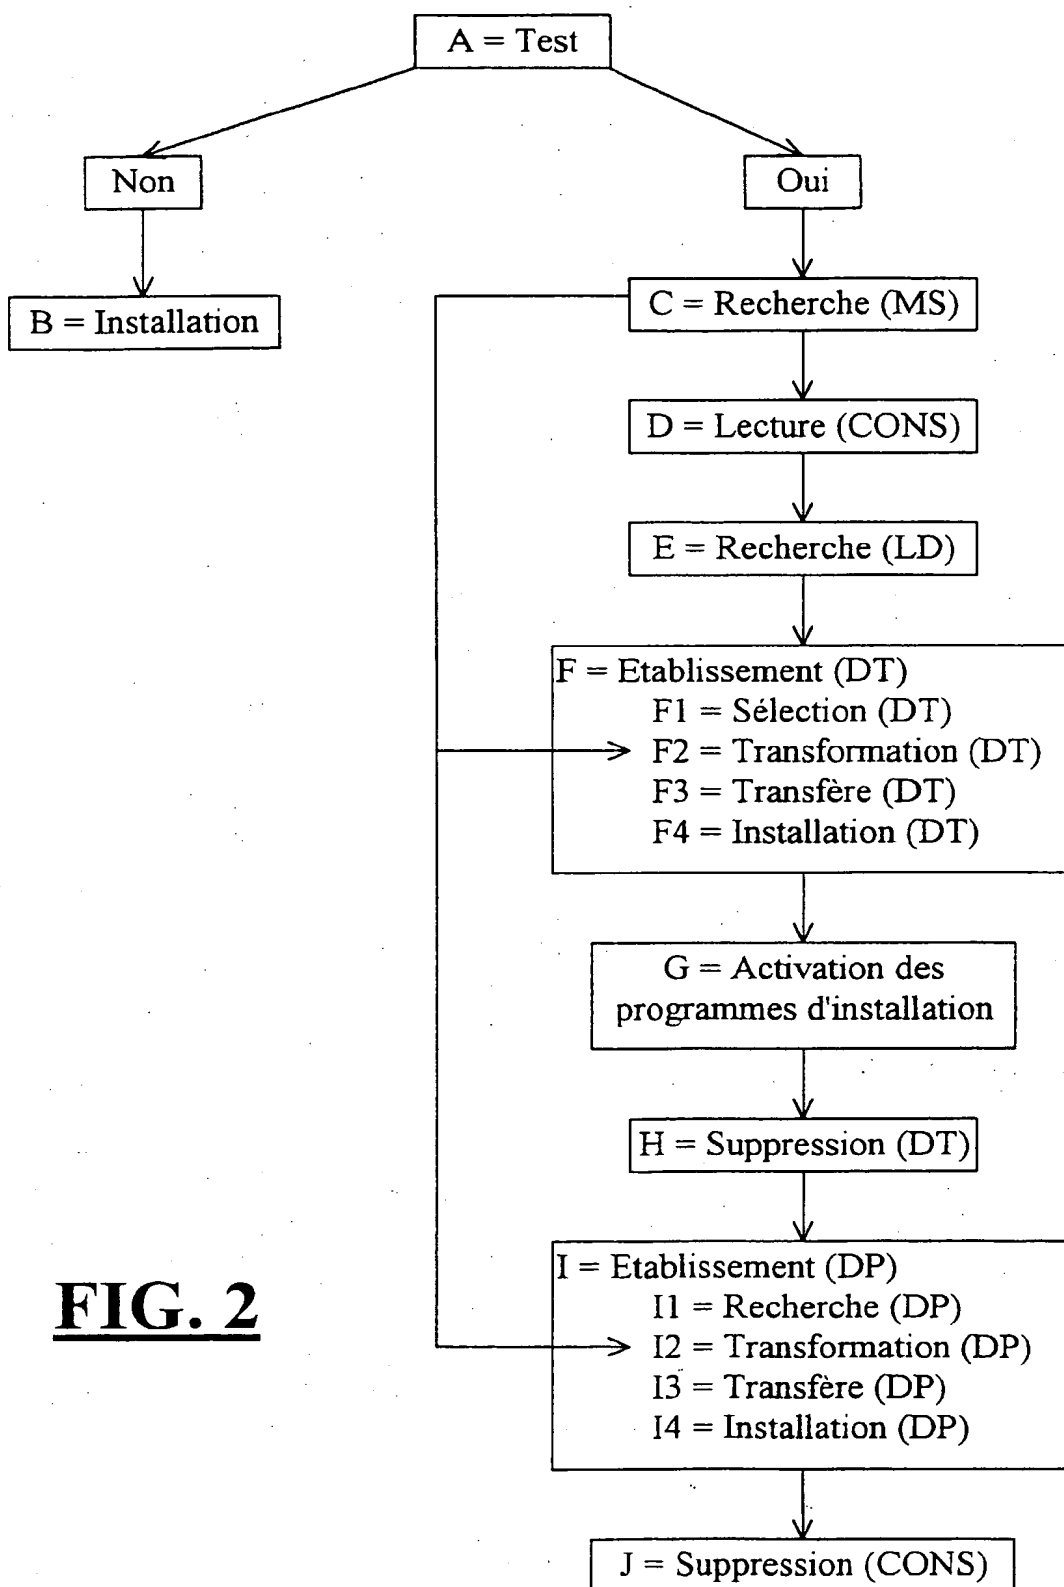 A = Test
Non
Oui
B = Installation
C = Recherche (MS)
D = Lecture (CONS)
E = Recherche (LD)
F = Etablissement (DT)
F1 = Sélection (DT)
F2 = Transformation (DT)
F3 = Transfère (DT)
F4 = Installation (DT)
G = Activation des
programmes d'installation
H = Suppression (DT)
I = Etablissement (DP)
I1 = Recherche (DP)
I2 = Transformation (DP)
I3 = Transfère (DP)
I4 = Installation (DP)
J = Suppression (CONS)
FIG. 2